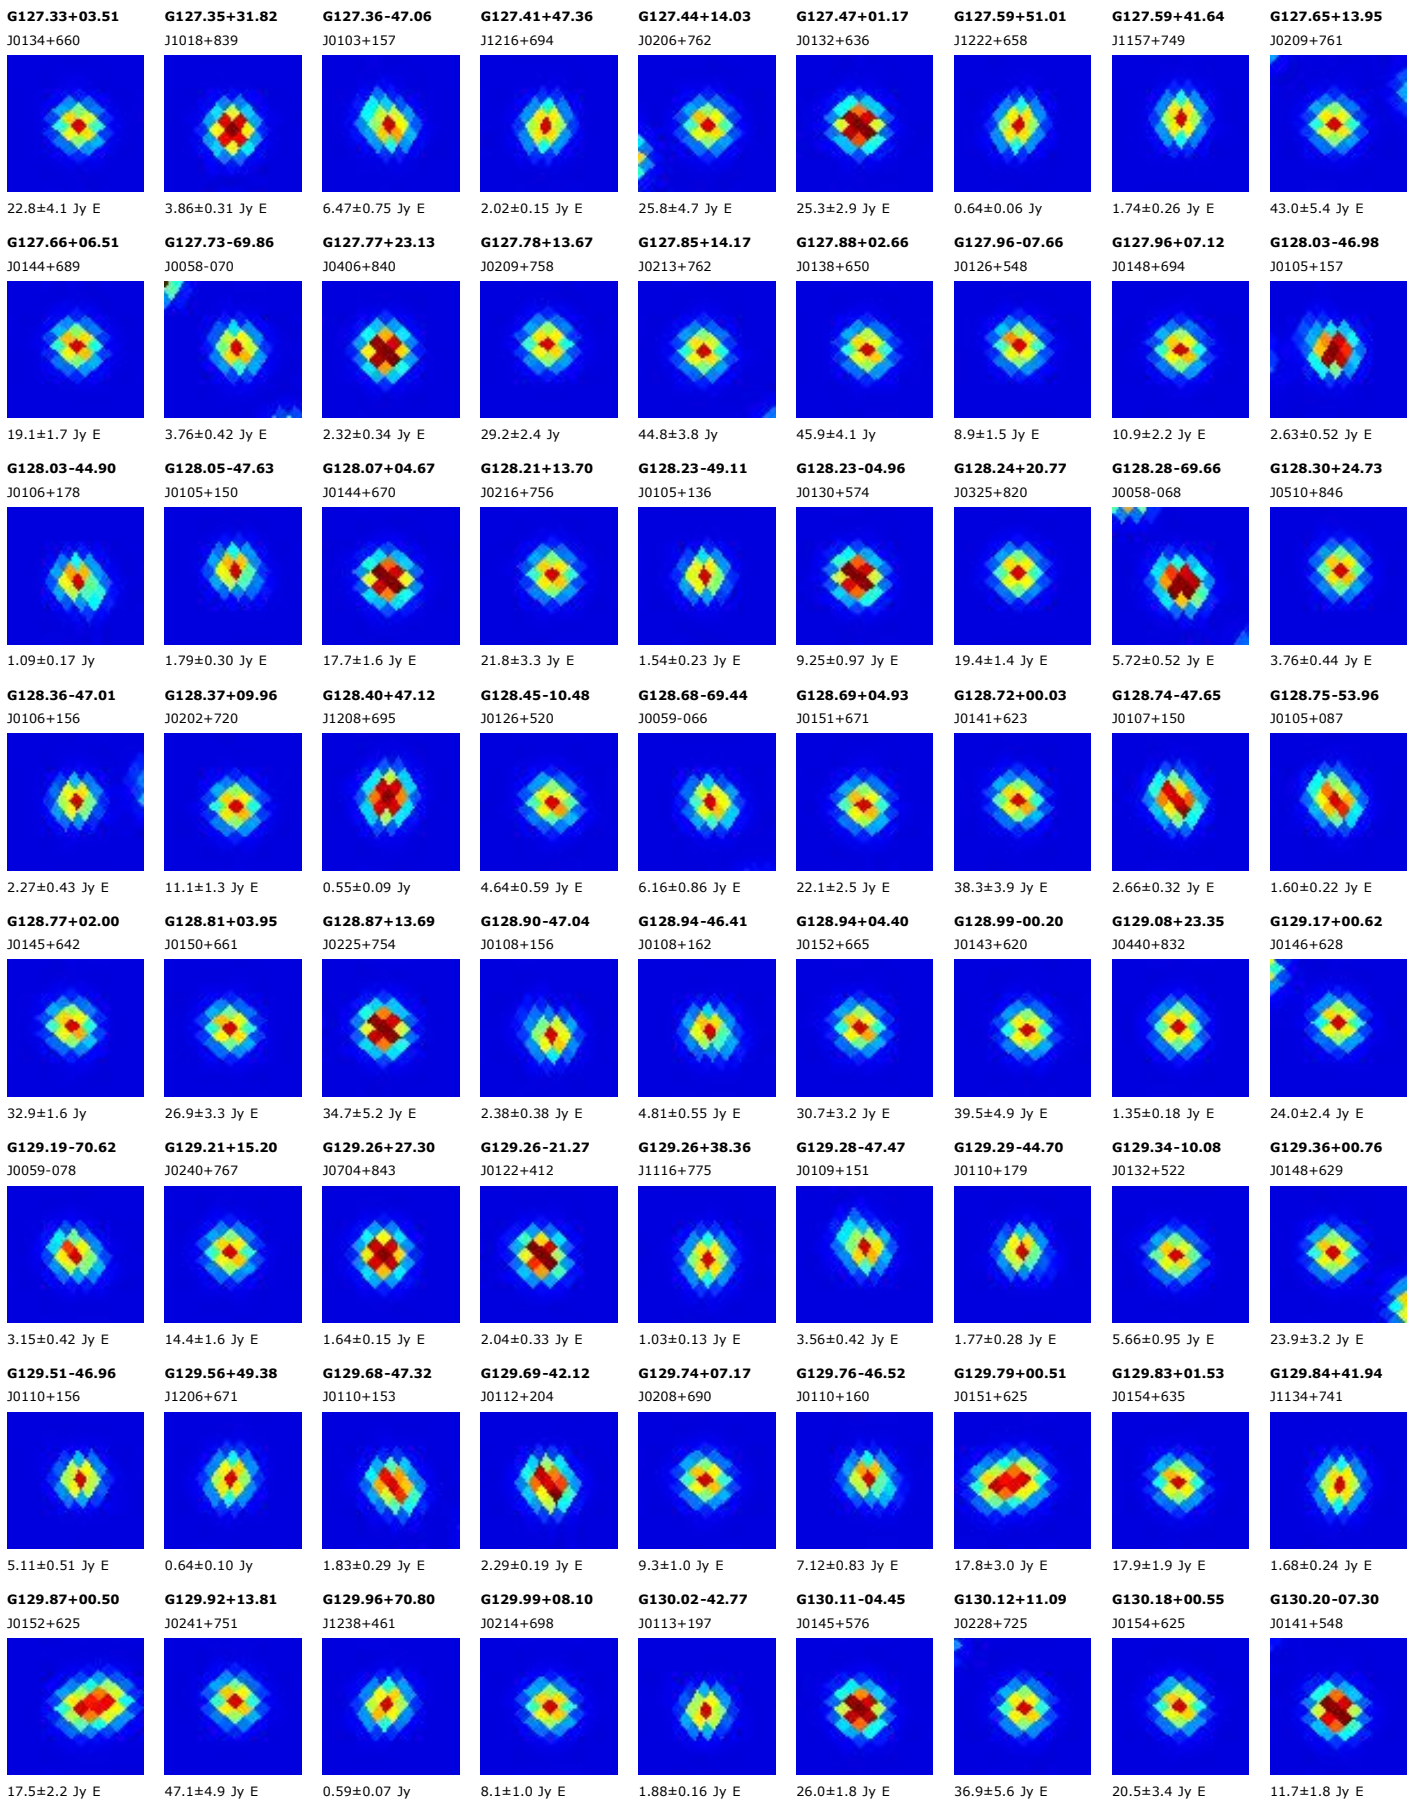 G127.33+03.51 G127.35+31.82 G127.36-47.06 G127.41+47.36 G127.44+14.03 G127.47+01.17 G127.59+51.01 G127.59+41.64 G127.65+13.95
J0134+660 J1018+839 J0103+157 J1216+694 J0206+762 J0132+636 J1222+658 J1157+749 J0209+761
22.8±4.1 Jy E 3.86±0.31 Jy E 6.47±0.75 Jy E 2.02±0.15 Jy E 25.8±4.7 Jy E 25.3±2.9 Jy E 0.64±0.06 Jy 1.74±0.26 Jy E 43.0±5.4 Jy E
G127.66+06.51 G127.73-69.86 G127.77+23.13 G127.78+13.67 G127.85+14.17 G127.88+02.66 G127.96-07.66 G127.96+07.12 G128.03-46.98
J0144+689 J0058-070 J0406+840 J0209+758 J0213+762 J0138+650 J0126+548 J0148+694 J0105+157
19.1±1.7 Jy E 3.76±0.42 Jy E 2.32±0.34 Jy E 29.2±2.4 Jy 44.8±3.8 Jy 45.9±4.1 Jy 8.9±1.5 Jy E 10.9±2.2 Jy E 2.63±0.52 Jy E
G128.03-44.90 G128.05-47.63 G128.07+04.67 G128.21+13.70 G128.23-49.11 G128.23-04.96 G128.24+20.77 G128.28-69.66 G128.30+24.73
J0106+178 J0105+150 J0144+670 J0216+756 J0105+136 J0130+574 J0325+820 J0058-068 J0510+846
1.09±0.17 Jy 1.79±0.30 Jy E 17.7±1.6 Jy E 21.8±3.3 Jy E 1.54±0.23 Jy E 9.25±0.97 Jy E 19.4±1.4 Jy E 5.72±0.52 Jy E 3.76±0.44 Jy E
G128.36-47.01 G128.37+09.96 G128.40+47.12 G128.45-10.48 G128.68-69.44 G128.69+04.93 G128.72+00.03 G128.74-47.65 G128.75-53.96
J0106+156 J0202+720 J1208+695 J0126+520 J0059-066 J0151+671 J0141+623 J0107+150 J0105+087
2.27±0.43 Jy E 11.1±1.3 Jy E 0.55±0.09 Jy 4.64±0.59 Jy E 6.16±0.86 Jy E 22.1±2.5 Jy E 38.3±3.9 Jy E 2.66±0.32 Jy E 1.60±0.22 Jy E
G128.77+02.00 G128.81+03.95 G128.87+13.69 G128.90-47.04 G128.94-46.41 G128.94+04.40 G128.99-00.20 G129.08+23.35 G129.17+00.62
J0145+642 J0150+661 J0225+754 J0108+156 J0108+162 J0152+665 J0143+620 J0440+832 J0146+628
32.9±1.6 Jy 26.9±3.3 Jy E 34.7±5.2 Jy E 2.38±0.38 Jy E 4.81±0.55 Jy E 30.7±3.2 Jy E 39.5±4.9 Jy E 1.35±0.18 Jy E 24.0±2.4 Jy E
G129.19-70.62 G129.21+15.20 G129.26+27.30 G129.26-21.27 G129.26+38.36 G129.28-47.47 G129.29-44.70 G129.34-10.08 G129.36+00.76
J0059-078 J0240+767 J0704+843 J0122+412 J1116+775 J0109+151 J0110+179 J0132+522 J0148+629
3.15±0.42 Jy E 14.4±1.6 Jy E 1.64±0.15 Jy E 2.04±0.33 Jy E 1.03±0.13 Jy E 3.56±0.42 Jy E 1.77±0.28 Jy E 5.66±0.95 Jy E 23.9±3.2 Jy E
G129.51-46.96 G129.56+49.38 G129.68-47.32 G129.69-42.12 G129.74+07.17 G129.76-46.52 G129.79+00.51 G129.83+01.53 G129.84+41.94
J0110+156 J1206+671 J0110+153 J0112+204 J0208+690 J0110+160 J0151+625 J0154+635 J1134+741
5.11±0.51 Jy E 0.64±0.10 Jy 1.83±0.29 Jy E 2.29±0.19 Jy E 9.3±1.0 Jy E 7.12±0.83 Jy E 17.8±3.0 Jy E 17.9±1.9 Jy E 1.68±0.24 Jy E
G129.87+00.50 G129.92+13.81 G129.96+70.80 G129.99+08.10 G130.02-42.77 G130.11-04.45 G130.12+11.09 G130.18+00.55 G130.20-07.30
J0152+625 J0241+751 J1238+461 J0214+698 J0113+197 J0145+576 J0228+725 J0154+625 J0141+548
17.5±2.2 Jy E 47.1±4.9 Jy E 0.59±0.07 Jy 8.1±1.0 Jy E 1.88±0.16 Jy E 26.0±1.8 Jy E 36.9±5.6 Jy E 20.5±3.4 Jy E 11.7±1.8 Jy E